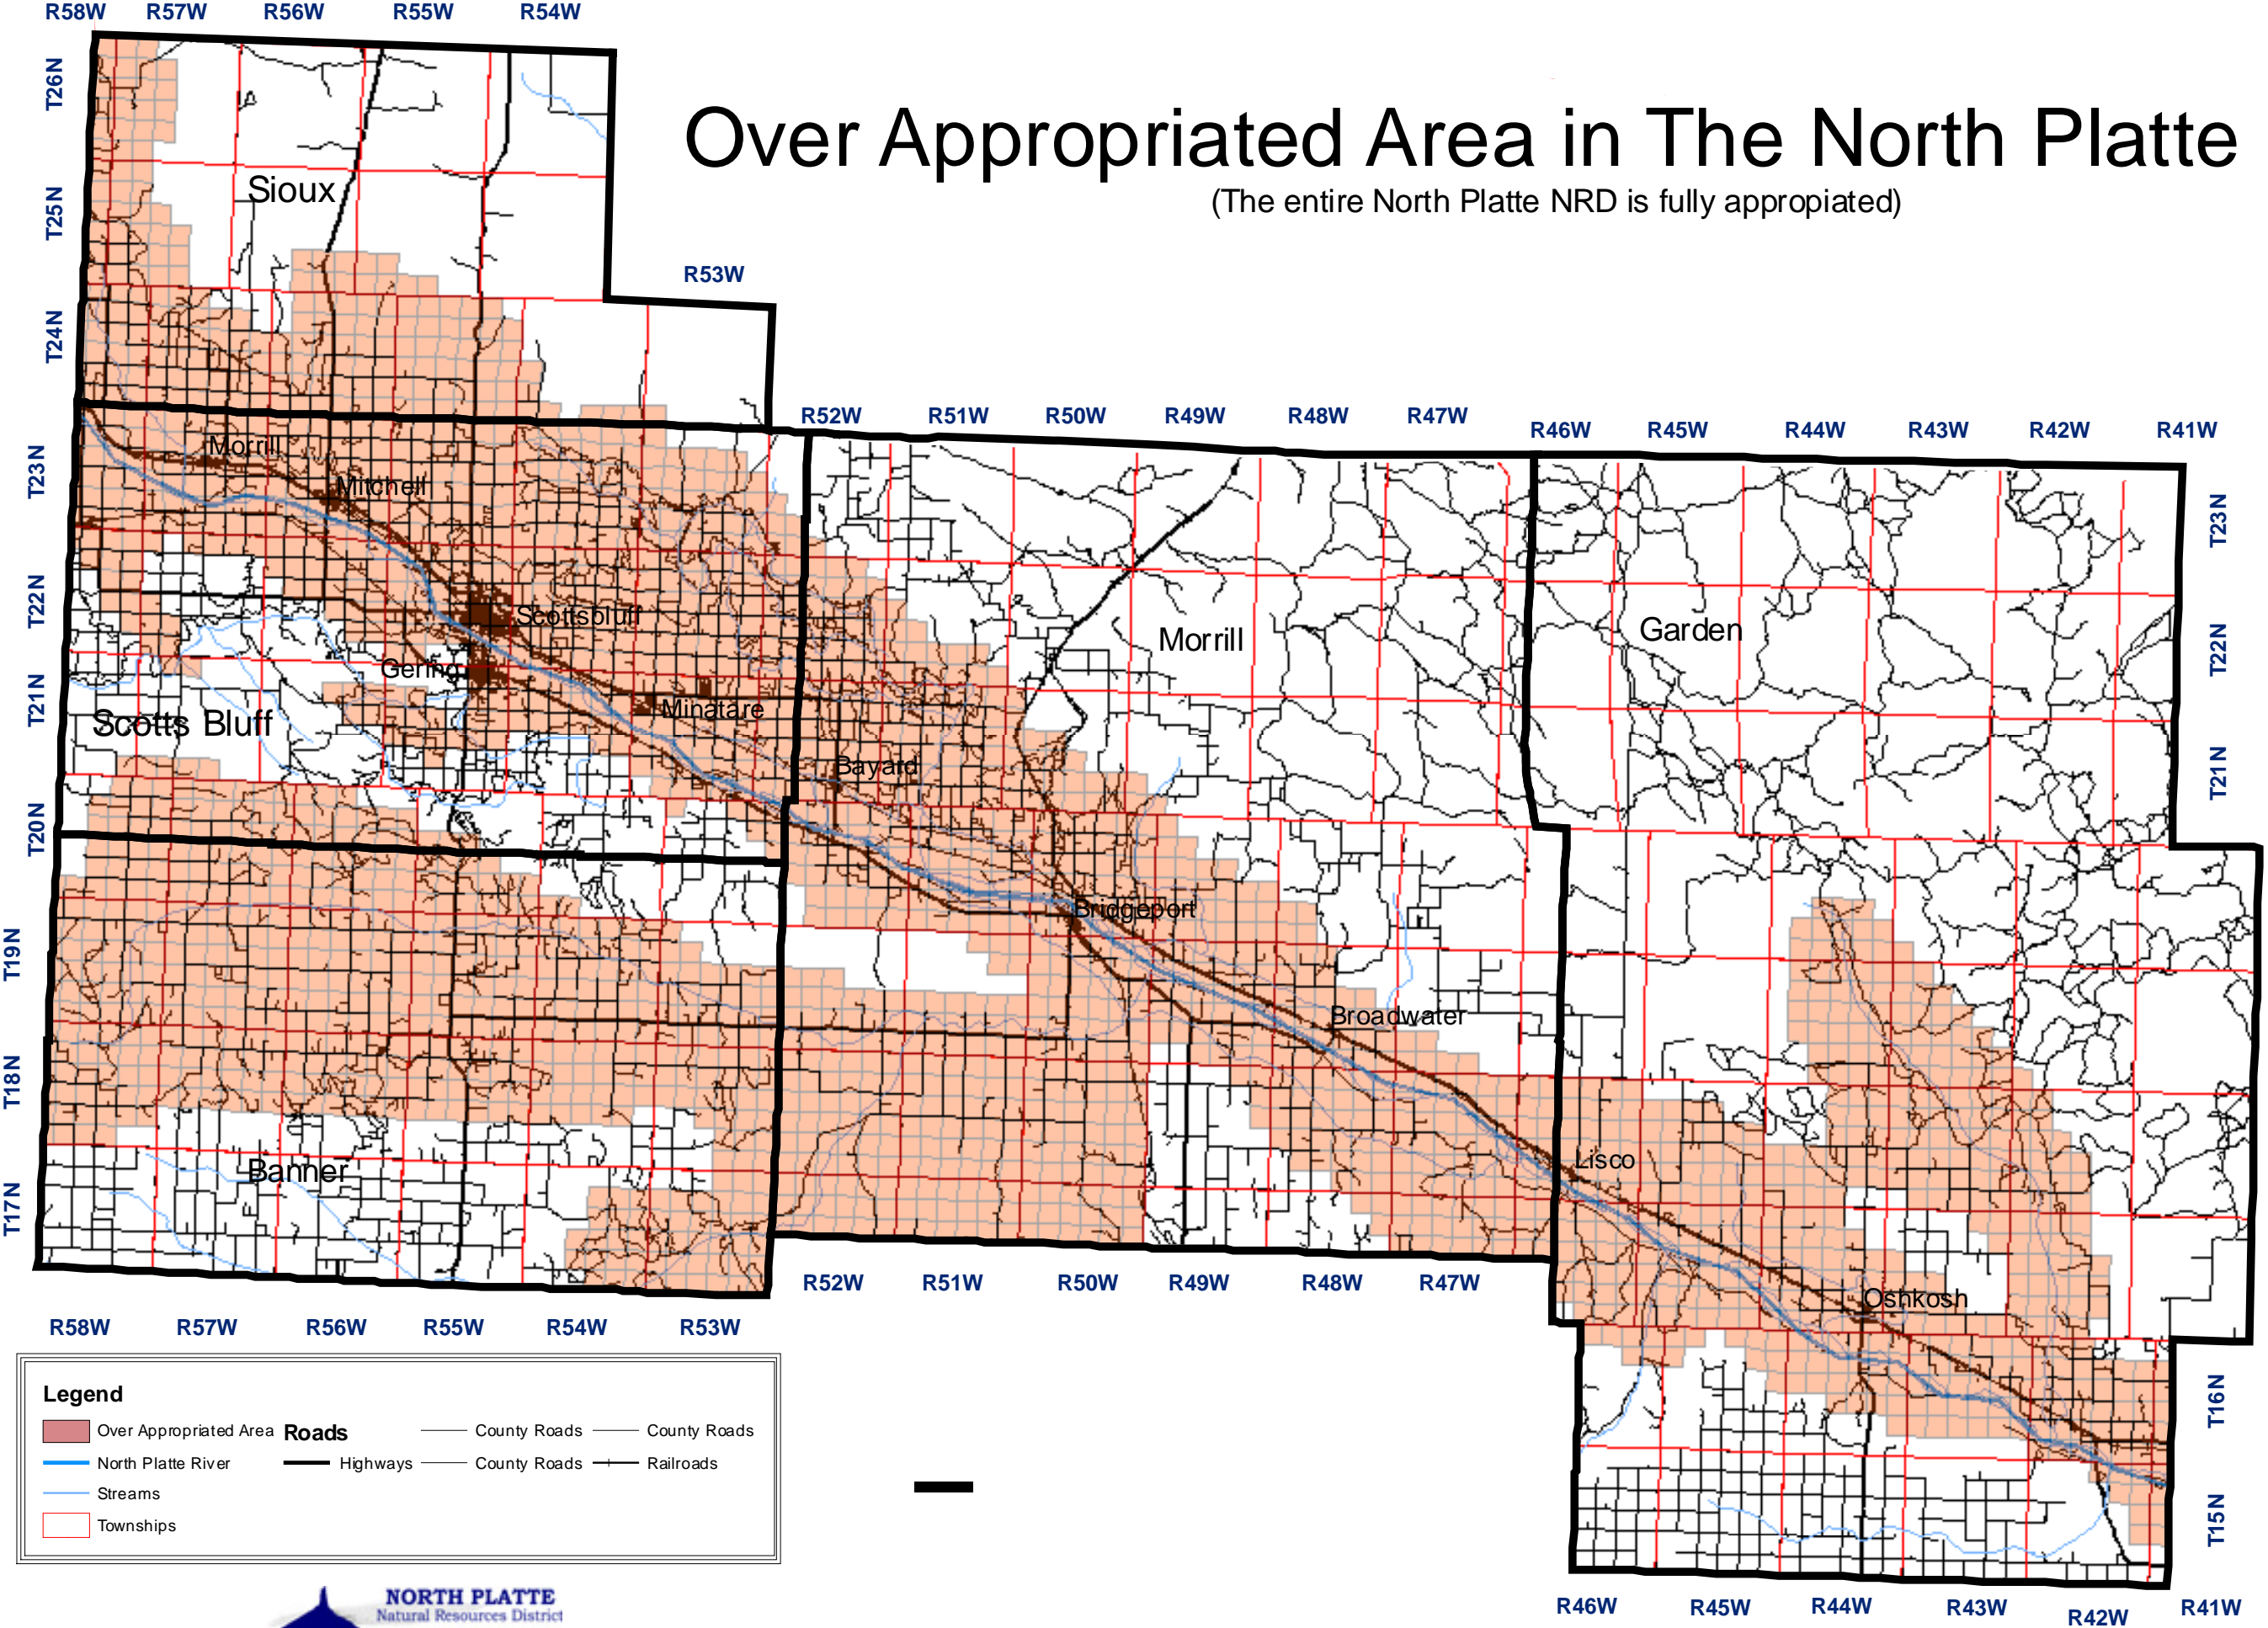 R58W R57W R56W R55W R54W
Over Appropriated Area in The North Platte
(The entire North Platte NRD is fully appropiated)
T26N
Sioux
T25N
R53W
T24N
R52W R51W R50W R49W R48W R47W R46W R45W R44W R43W R42W R41W
Morrill
T23N
Mitchell
T23N
T22N
Scottsbluff
Garden
Morrill
T22N
Gering
T21N
Minatare
Scotts Bluff
Bayard
T21N
T20N
Bridgeport
T19N
Broadwater
T18N
Lisco
Banner
T17N
R52W R51W R50W R49W R48W R47W
Oshkosh
R58W R57W R56W R55W R54W R53W
T16N
Legend
Over Appropriated Area Roads County Roads County Roads
North Platte River Highways County Roads Railroads
Streams
Townships
T15N
NORTH PLATTE
Natural Resources District
R46W R45W R44W R43W R42W R41W